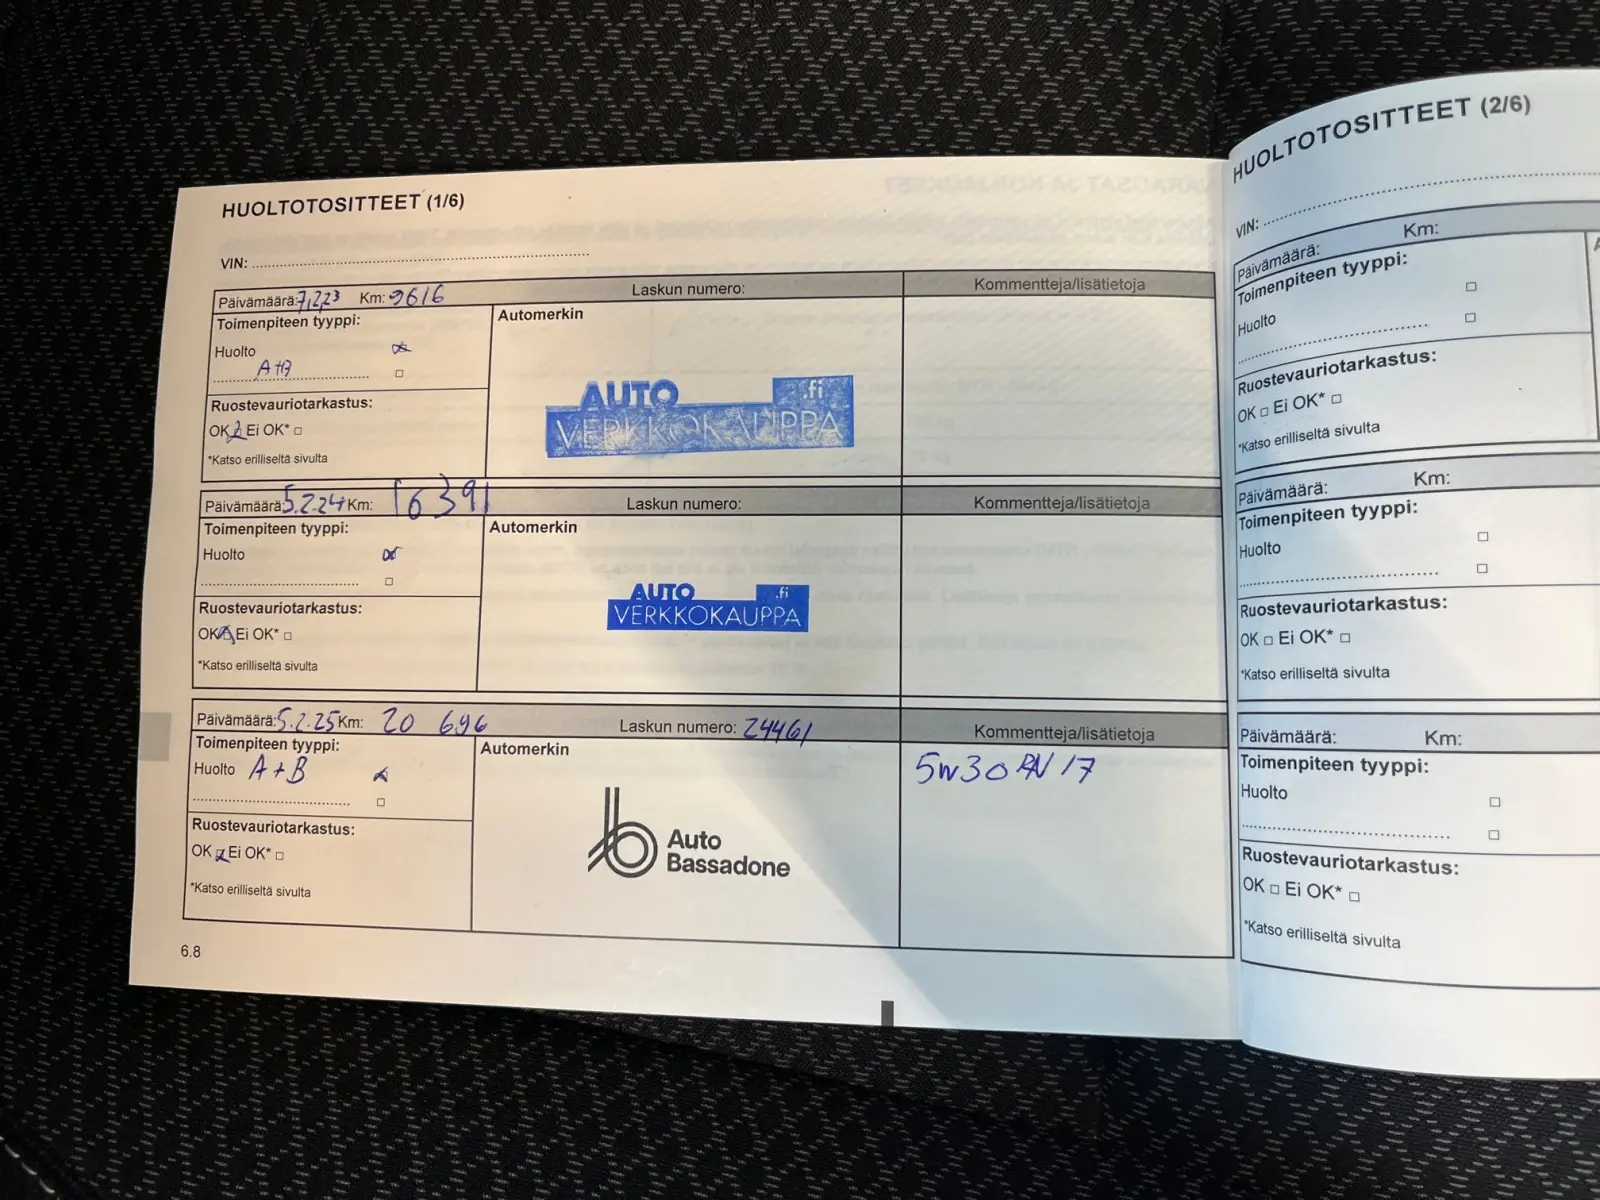 HUOLTOTOSITTEET (1/6)
VIN:
Päivämäärä: 7.2.23 Km: 9616 Laskun numero: Kommentteja/lisätietoja
Toimenpiteen tyyppi: Automerkin
Huolto
A+B
Ruostevauriotarkastus:
OK Ei OK*
*Katso erilliseltä sivulta
AUTO .fi
VERKKOKAUPPA
Päivämäärä: 5.2.24 Km: 16391 Laskun numero: Kommentteja/lisätietoja
Toimenpiteen tyyppi: Automerkin
Huolto
Ruostevauriotarkastus:
OK Ei OK*
*Katso erilliseltä sivulta
AUTO .fi
VERKKOKAUPPA
Päivämäärä: 5.2.25 Km: 20 696 Laskun numero: 24461 Kommentteja/lisätietoja
Toimenpiteen tyyppi: Automerkin
Huolto A+B
5W30 RN 17
Ruostevauriotarkastus:
OK Ei OK*
*Katso erilliseltä sivulta
Auto
Bassadone
6.8
HUOLTOTOSITTEET (2/6)
VIN:
Päivämäärä: Km:
Toimenpiteen tyyppi:
Huolto
Ruostevauriotarkastus:
OK Ei OK*
*Katso erilliseltä sivulta
Päivämäärä: Km:
Toimenpiteen tyyppi:
Huolto
Ruostevauriotarkastus:
OK Ei OK*
*Katso erilliseltä sivulta
Päivämäärä: Km:
Toimenpiteen tyyppi:
Huolto
Ruostevauriotarkastus:
OK Ei OK*
*Katso erilliseltä sivulta